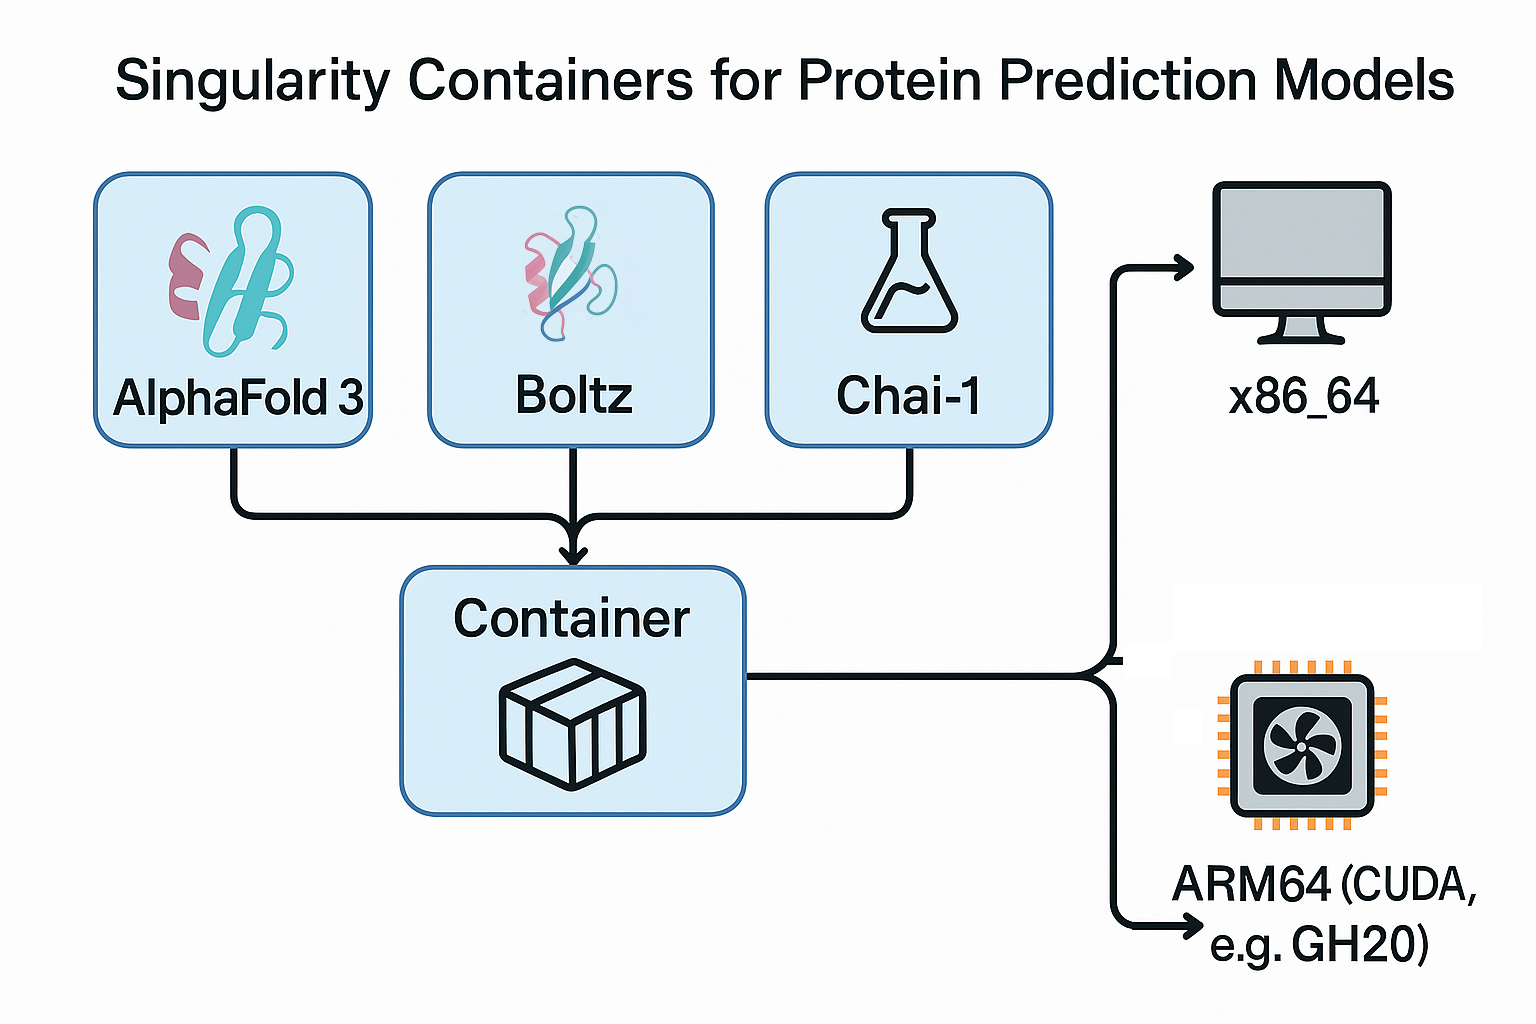 Singularity Containers for Protein Prediction Models
AlphaFold 3
Boltz
Chai-1
x86_64
Container
ARM64 (CUDA,
e.g. GH20)